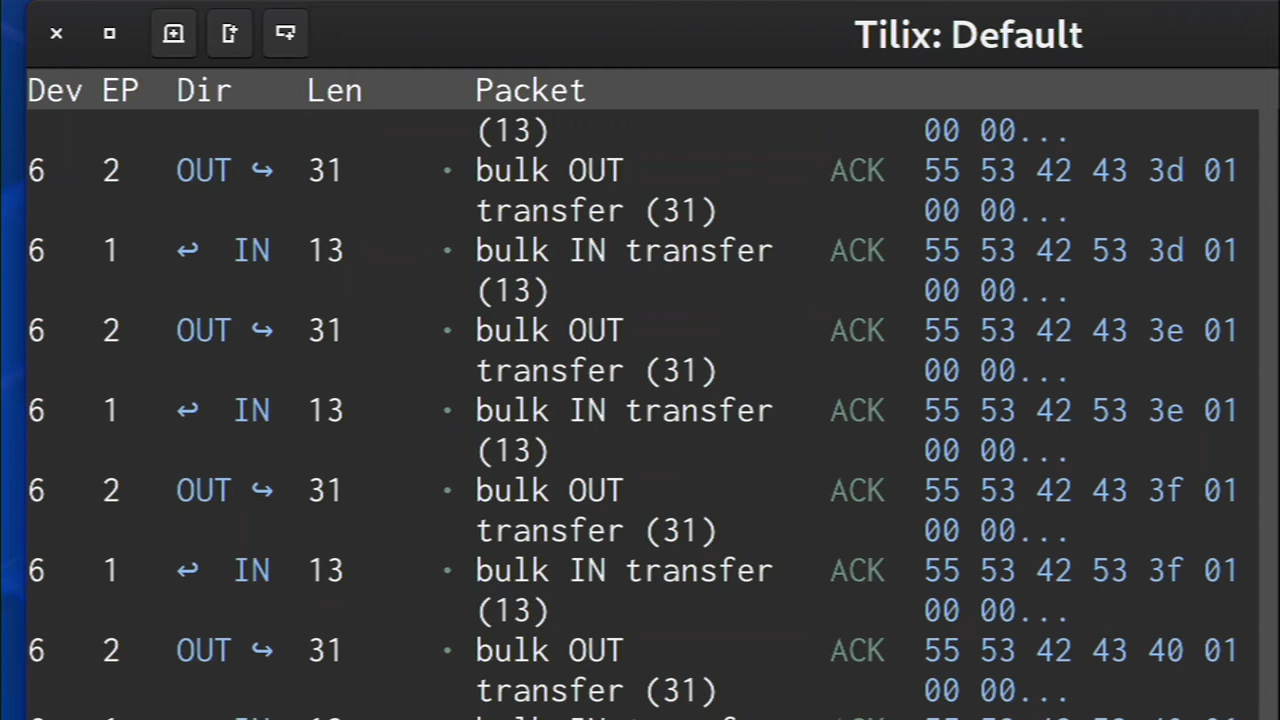 Tilix: Default
Dev EP Dir Len Packet
(13) 00 00...
6 2 OUT ↪ 31 · bulk OUT ACK 55 53 42 43 3d 01
transfer (31) 00 00...
6 1 ↩ IN 13 · bulk IN transfer ACK 55 53 42 53 3d 01
(13) 00 00...
6 2 OUT ↪ 31 · bulk OUT ACK 55 53 42 43 3e 01
transfer (31) 00 00...
6 1 ↩ IN 13 · bulk IN transfer ACK 55 53 42 53 3e 01
(13) 00 00...
6 2 OUT ↪ 31 · bulk OUT ACK 55 53 42 43 3f 01
transfer (31) 00 00...
6 1 ↩ IN 13 · bulk IN transfer ACK 55 53 42 53 3f 01
(13) 00 00...
6 2 OUT ↪ 31 · bulk OUT ACK 55 53 42 43 40 01
transfer (31) 00 00...